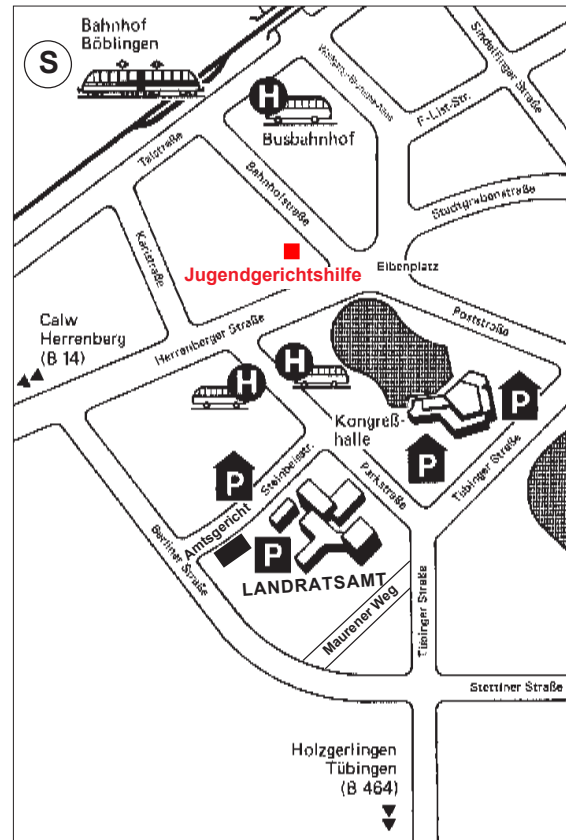 Bahnhof
Böblingen
S
H
Busbahnhof
Sindelfinger Straße
F-List-Str.
Talstraße
Bahnhofstraße
Stadtgrabenstraße
Karlstraße
Jugendgerichtshilfe
Elbenplatz
Poststraße
Calw
Herrenberg
(B 14)
Herrenberger Straße
H
H
Kongreß-
halle
P
P
P
Steinbeisstr.
Parkstraße
Tübinger Straße
Amtsgericht
P
LANDRATSAMT
Berliner Straße
Maurener Weg
Tübinger Straße
Stettiner Straße
Holzgerlingen
Tübingen
(B 464)